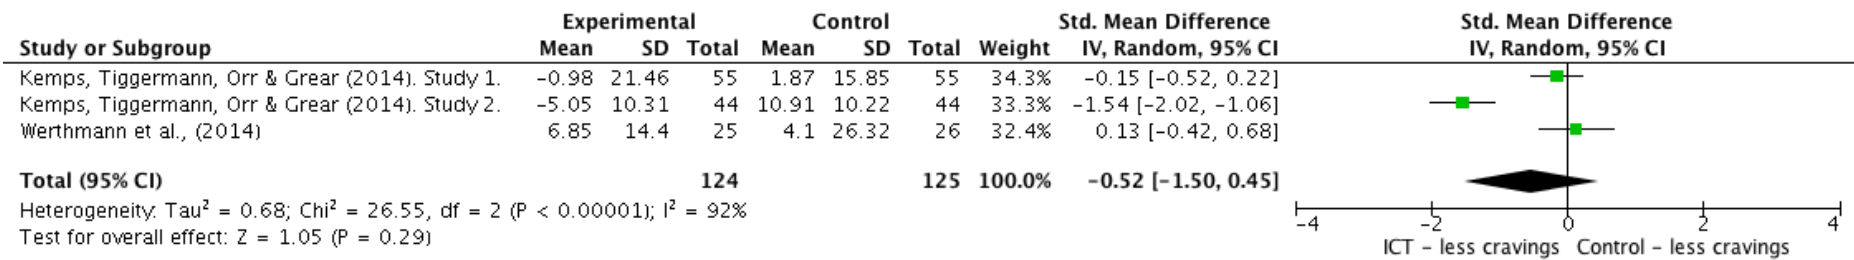 Experimental Control Std. Mean Difference Std. Mean Difference
Study or Subgroup Mean SD Total Mean SD Total Weight IV, Random, 95% CI IV, Random, 95% CI
Kemps, Tiggermann, Orr & Grear (2014). Study 1. −0.98 21.46 55 1.87 15.85 55 34.3% −0.15 [−0.52, 0.22]
Kemps, Tiggermann, Orr & Grear (2014). Study 2. −5.05 10.31 44 10.91 10.22 44 33.3% −1.54 [−2.02, −1.06]
Werthmann et al., (2014) 6.85 14.4 25 4.1 26.32 26 32.4% 0.13 [−0.42, 0.68]
Total (95% CI) 124 125 100.0% −0.52 [−1.50, 0.45]
Heterogeneity: Tau² = 0.68; Chi² = 26.55, df = 2 (P < 0.00001); I² = 92%
Test for overall effect: Z = 1.05 (P = 0.29)
−4 −2 0 2 4
ICT – less cravings Control – less cravings